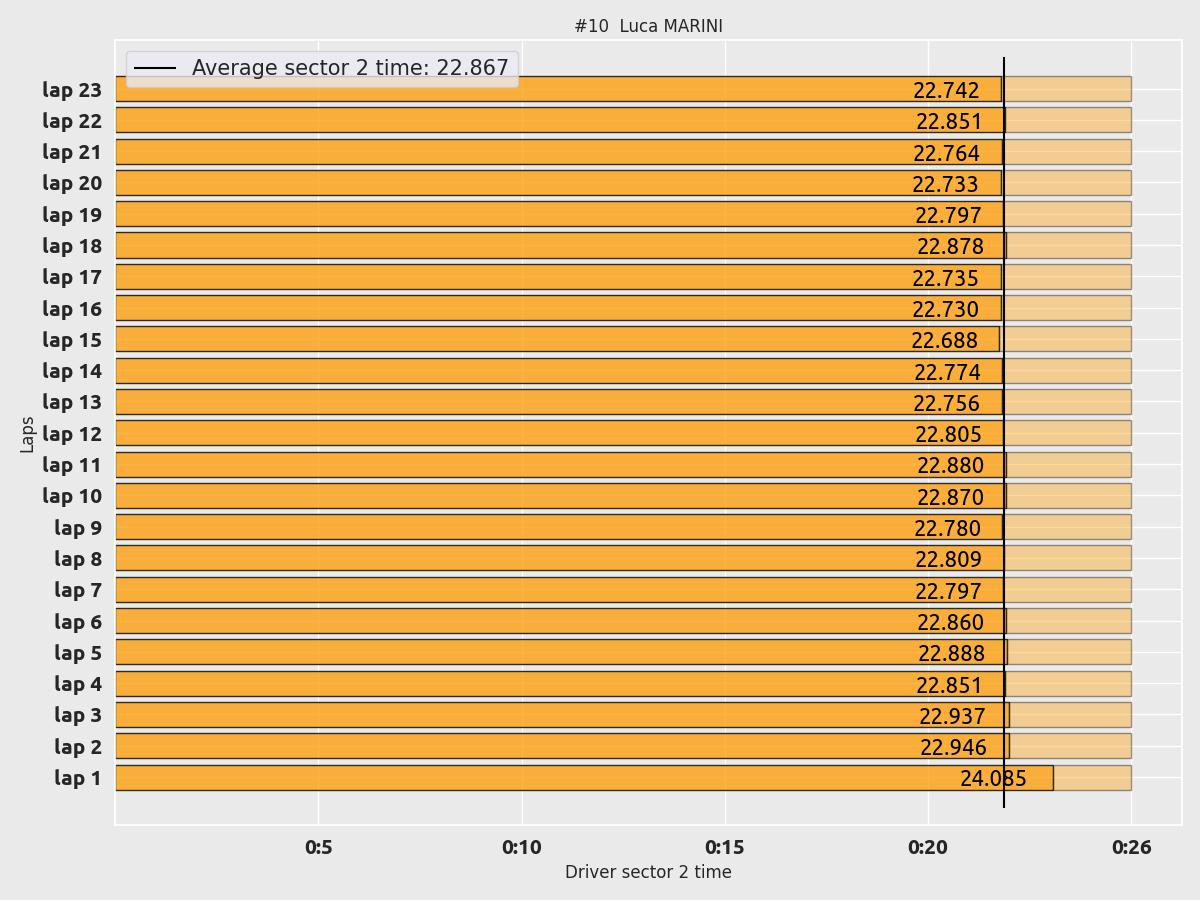 #10 Luca MARINI
Average sector 2 time: 22.867
lap 23 22.742
lap 22 22.851
lap 21 22.764
lap 20 22.733
lap 19 22.797
lap 18 22.878
lap 17 22.735
lap 16 22.730
lap 15 22.688
lap 14 22.774
lap 13 22.756
lap 12 22.805
lap 11 22.880
lap 10 22.870
lap 9 22.780
lap 8 22.809
lap 7 22.797
lap 6 22.860
lap 5 22.888
lap 4 22.851
lap 3 22.937
lap 2 22.946
lap 1 24.085
Laps
0:5 0:10 0:15 0:20 0:26
Driver sector 2 time